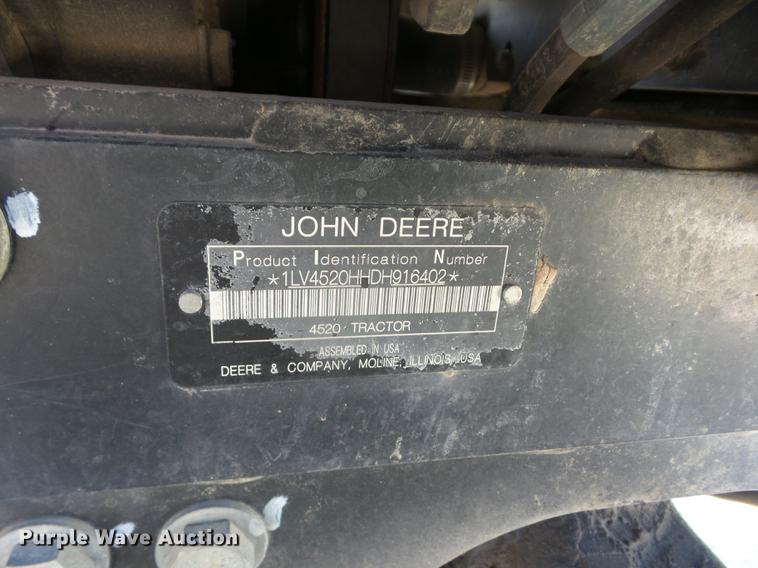 JOHN DEERE
Product Identification Number
*1LV4520HHDH916402*
4520 TRACTOR
ASSEMBLED IN USA
DEERE & COMPANY, MOLINE, ILLINOIS, USA
Purple Wave Auction